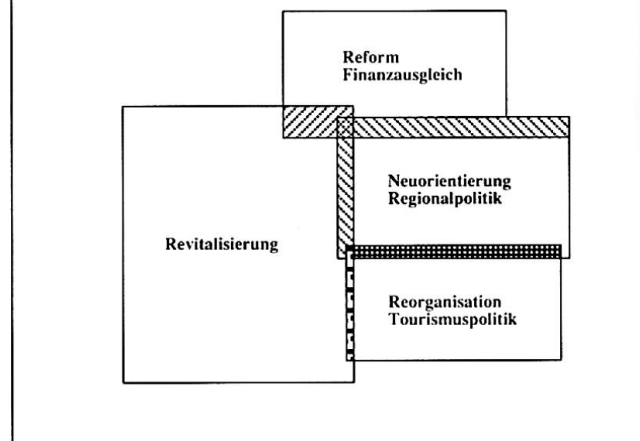 Reform
Finanzausgleich
Neuorientierung
Regionalpolitik
Revitalisierung
Reorganisation
Tourismuspolitik